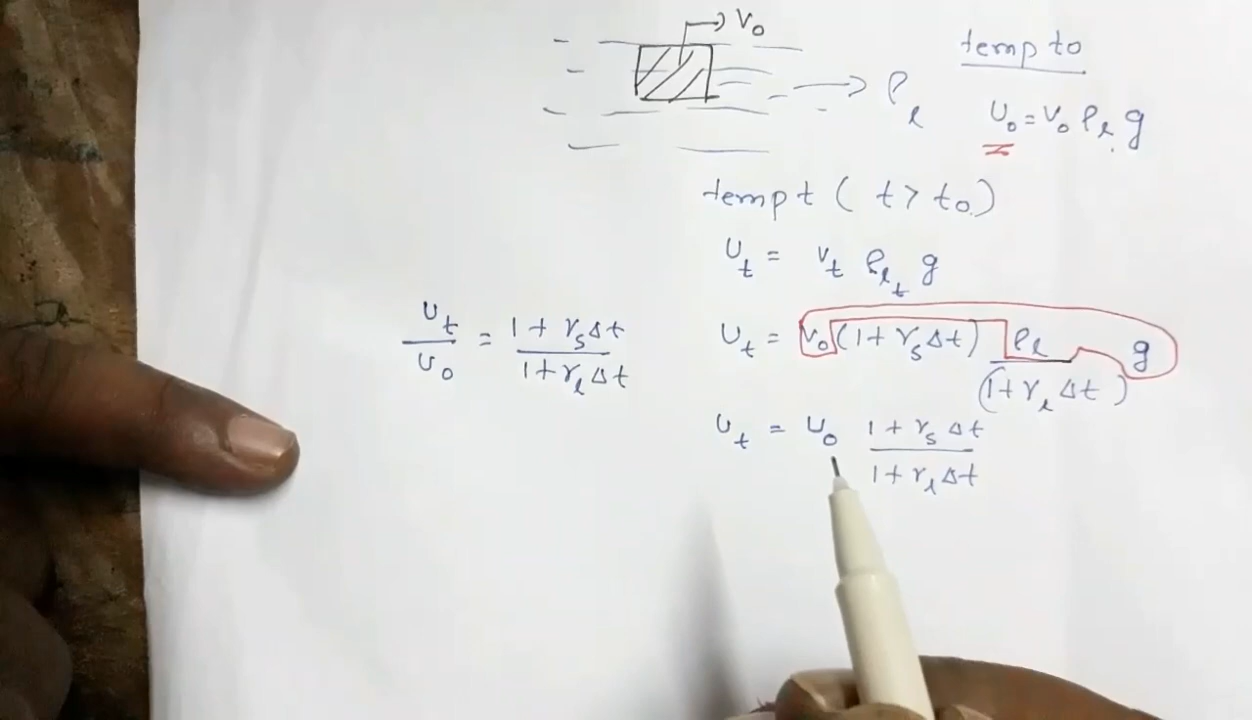 V₀
temp t₀
ρₗ
U₀ = V₀ ρₗ g
temp t ( t > t₀ )
Uₜ = Vₜ ρₗₜ g
Uₜ = V₀ (1 + γₛ Δt) ρₗ / (1 + γₗ Δt) g
Uₜ / U₀ = 1 + γₛ Δt / 1 + γₗ Δt
Uₜ = U₀ 1 + γₛ Δt / 1 + γₗ Δt